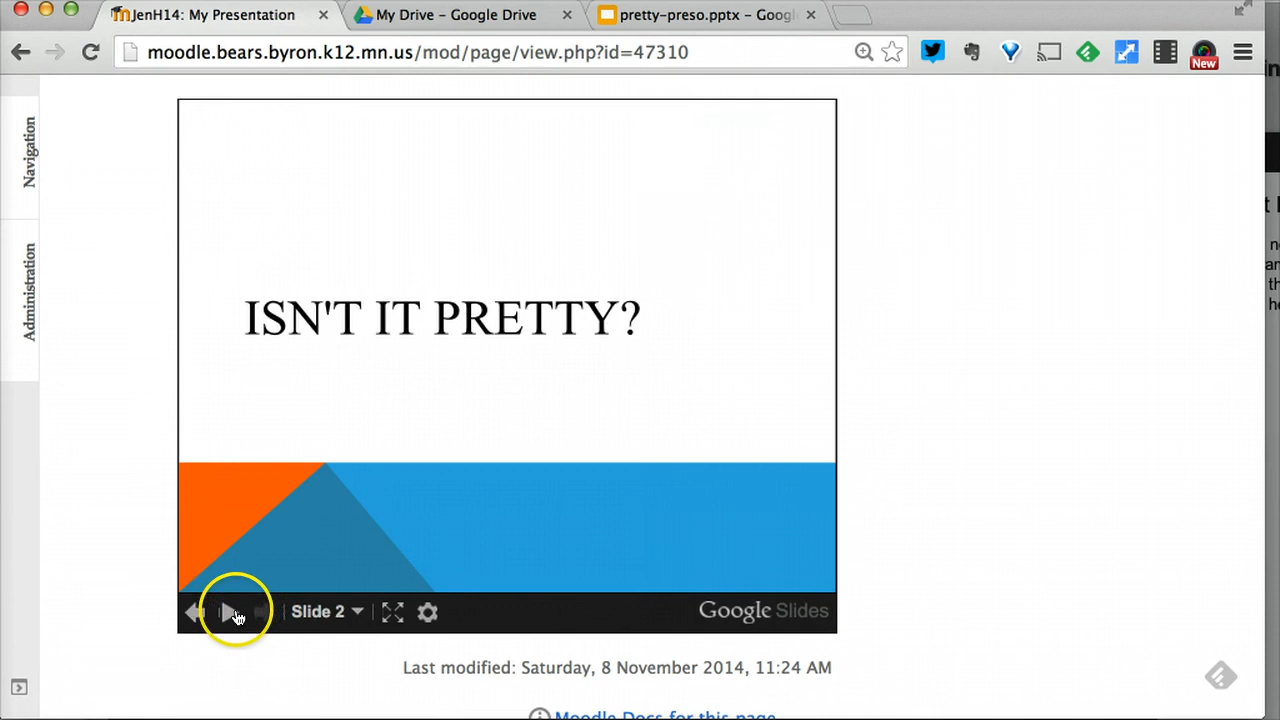 JenH14: My Presentation
My Drive – Google Drive
pretty-preso.pptx – Googl
moodle.bears.byron.k12.mn.us/mod/page/view.php?id=47310
New
Navigation
Administration
ISN'T IT PRETTY?
Slide 2
Google Slides
Last modified: Saturday, 8 November 2014, 11:24 AM
Moodle Docs for this page